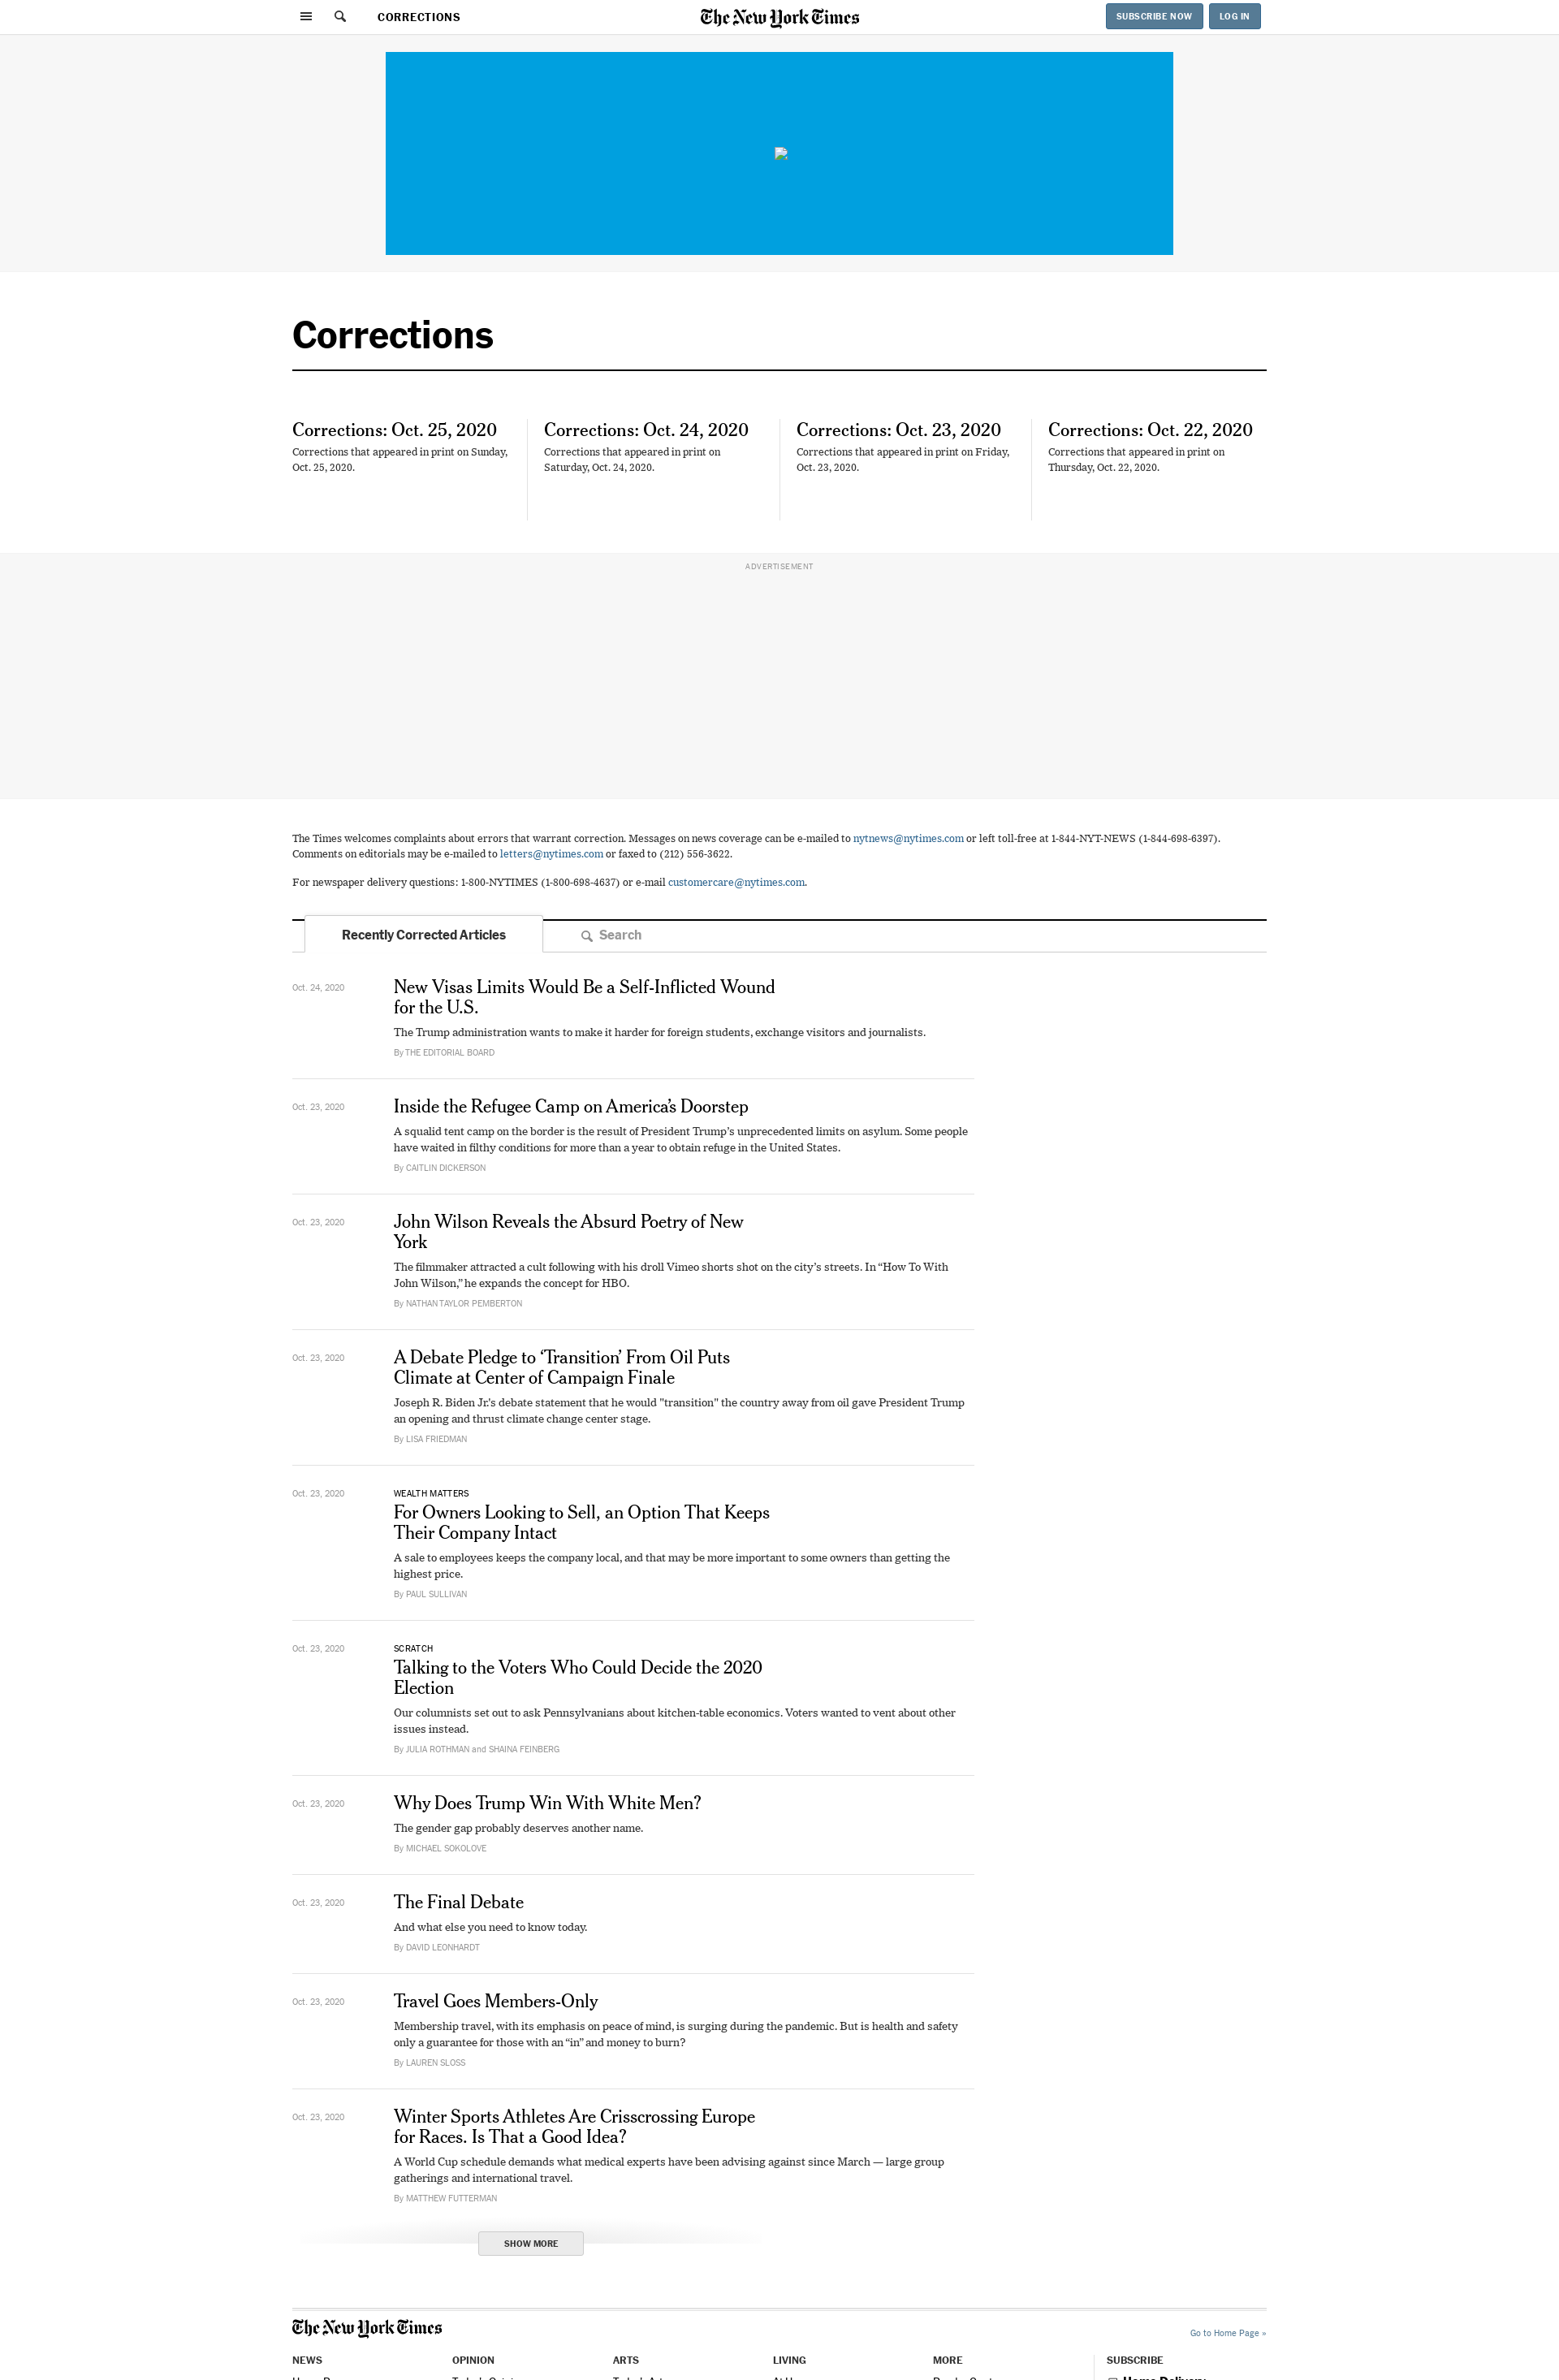 CORRECTIONS
The New York Times
SUBSCRIBE NOW
LOG IN
Corrections
Corrections: Oct. 25, 2020
Corrections that appeared in print on Sunday,
Oct. 25, 2020.
Corrections: Oct. 24, 2020
Corrections that appeared in print on
Saturday, Oct. 24, 2020.
Corrections: Oct. 23, 2020
Corrections that appeared in print on Friday,
Oct. 23, 2020.
Corrections: Oct. 22, 2020
Corrections that appeared in print on
Thursday, Oct. 22, 2020.
ADVERTISEMENT
The Times welcomes complaints about errors that warrant correction. Messages on news coverage can be e-mailed to nytnews@nytimes.com or left toll-free at 1-844-NYT-NEWS (1-844-698-6397).
Comments on editorials may be e-mailed to letters@nytimes.com or faxed to (212) 556-3622.
For newspaper delivery questions: 1-800-NYTIMES (1-800-698-4637) or e-mail customercare@nytimes.com.
Recently Corrected Articles
Search
Oct. 24, 2020
New Visas Limits Would Be a Self-Inflicted Wound
for the U.S.
The Trump administration wants to make it harder for foreign students, exchange visitors and journalists.
By THE EDITORIAL BOARD
Oct. 23, 2020
Inside the Refugee Camp on America’s Doorstep
A squalid tent camp on the border is the result of President Trump’s unprecedented limits on asylum. Some people
have waited in filthy conditions for more than a year to obtain refuge in the United States.
By CAITLIN DICKERSON
Oct. 23, 2020
John Wilson Reveals the Absurd Poetry of New
York
The filmmaker attracted a cult following with his droll Vimeo shorts shot on the city’s streets. In “How To With
John Wilson,” he expands the concept for HBO.
By NATHAN TAYLOR PEMBERTON
Oct. 23, 2020
A Debate Pledge to ‘Transition’ From Oil Puts
Climate at Center of Campaign Finale
Joseph R. Biden Jr.’s debate statement that he would "transition" the country away from oil gave President Trump
an opening and thrust climate change center stage.
By LISA FRIEDMAN
Oct. 23, 2020
WEALTH MATTERS
For Owners Looking to Sell, an Option That Keeps
Their Company Intact
A sale to employees keeps the company local, and that may be more important to some owners than getting the
highest price.
By PAUL SULLIVAN
Oct. 23, 2020
SCRATCH
Talking to the Voters Who Could Decide the 2020
Election
Our columnists set out to ask Pennsylvanians about kitchen-table economics. Voters wanted to vent about other
issues instead.
By JULIA ROTHMAN and SHAINA FEINBERG
Oct. 23, 2020
Why Does Trump Win With White Men?
The gender gap probably deserves another name.
By MICHAEL SOKOLOVE
Oct. 23, 2020
The Final Debate
And what else you need to know today.
By DAVID LEONHARDT
Oct. 23, 2020
Travel Goes Members-Only
Membership travel, with its emphasis on peace of mind, is surging during the pandemic. But is health and safety
only a guarantee for those with an “in” and money to burn?
By LAUREN SLOSS
Oct. 23, 2020
Winter Sports Athletes Are Crisscrossing Europe
for Races. Is That a Good Idea?
A World Cup schedule demands what medical experts have been advising against since March — large group
gatherings and international travel.
By MATTHEW FUTTERMAN
SHOW MORE
The New York Times
Go to Home Page »
NEWS
OPINION
ARTS
LIVING
MORE
SUBSCRIBE